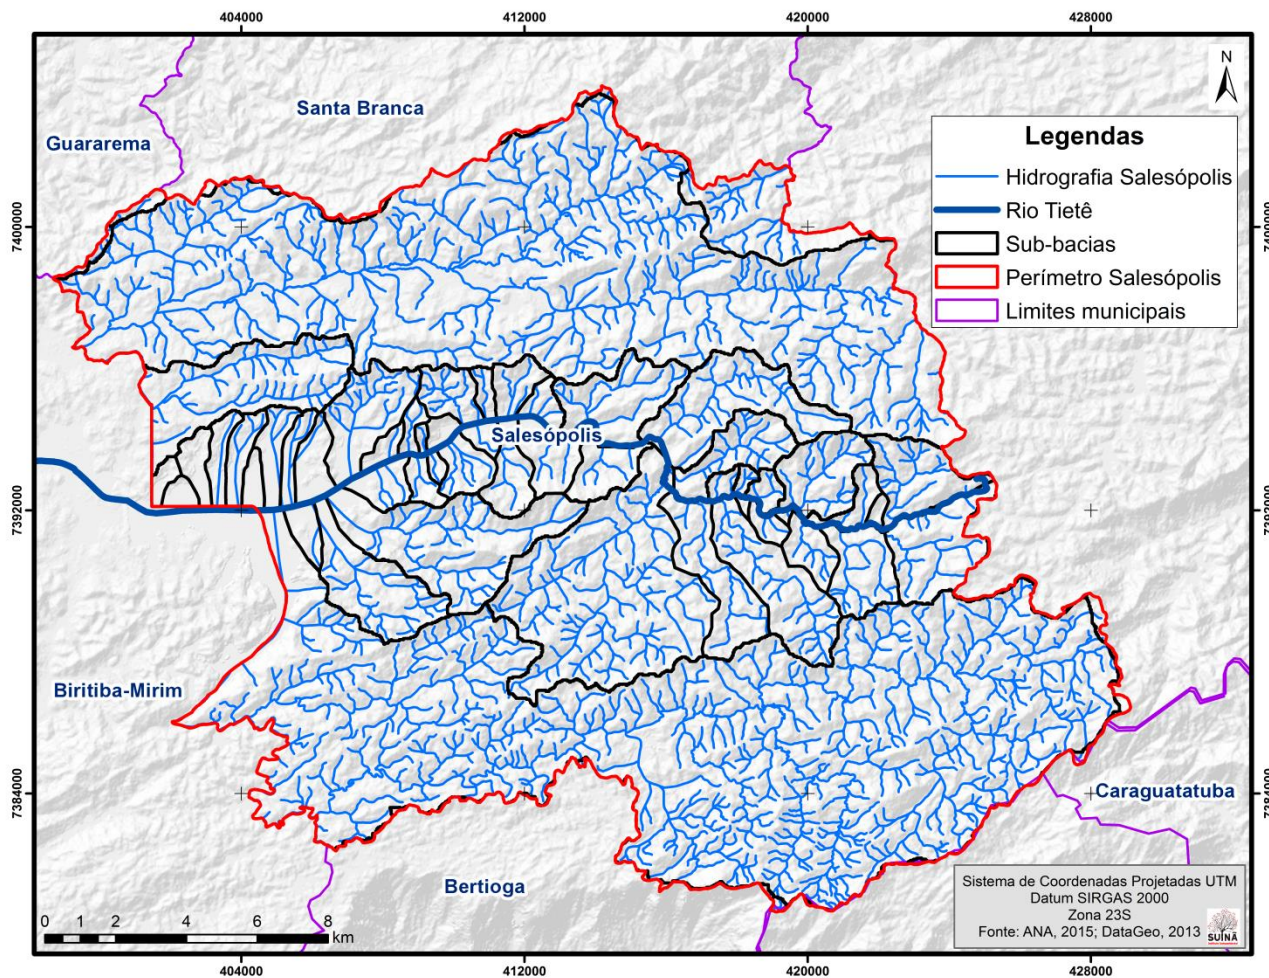 404000
412000
420000
428000
N
Santa Branca
Guararema
Legendas
Hidrografia Salesópolis
Rio Tietê
Sub-bacias
Perímetro Salesópolis
Limites municipais
7400000
7400000
Salesópolis
7392000
7392000
Biritiba-Mirim
7384000
7384000
Caraguatatuba
Bertioga
Sistema de Coordenadas Projetadas UTM
Datum SIRGAS 2000
Zona 23S
Fonte: ANA, 2015; DataGeo, 2013
SUINÃ
0 1 2 4 6 8
km
404000
412000
420000
428000